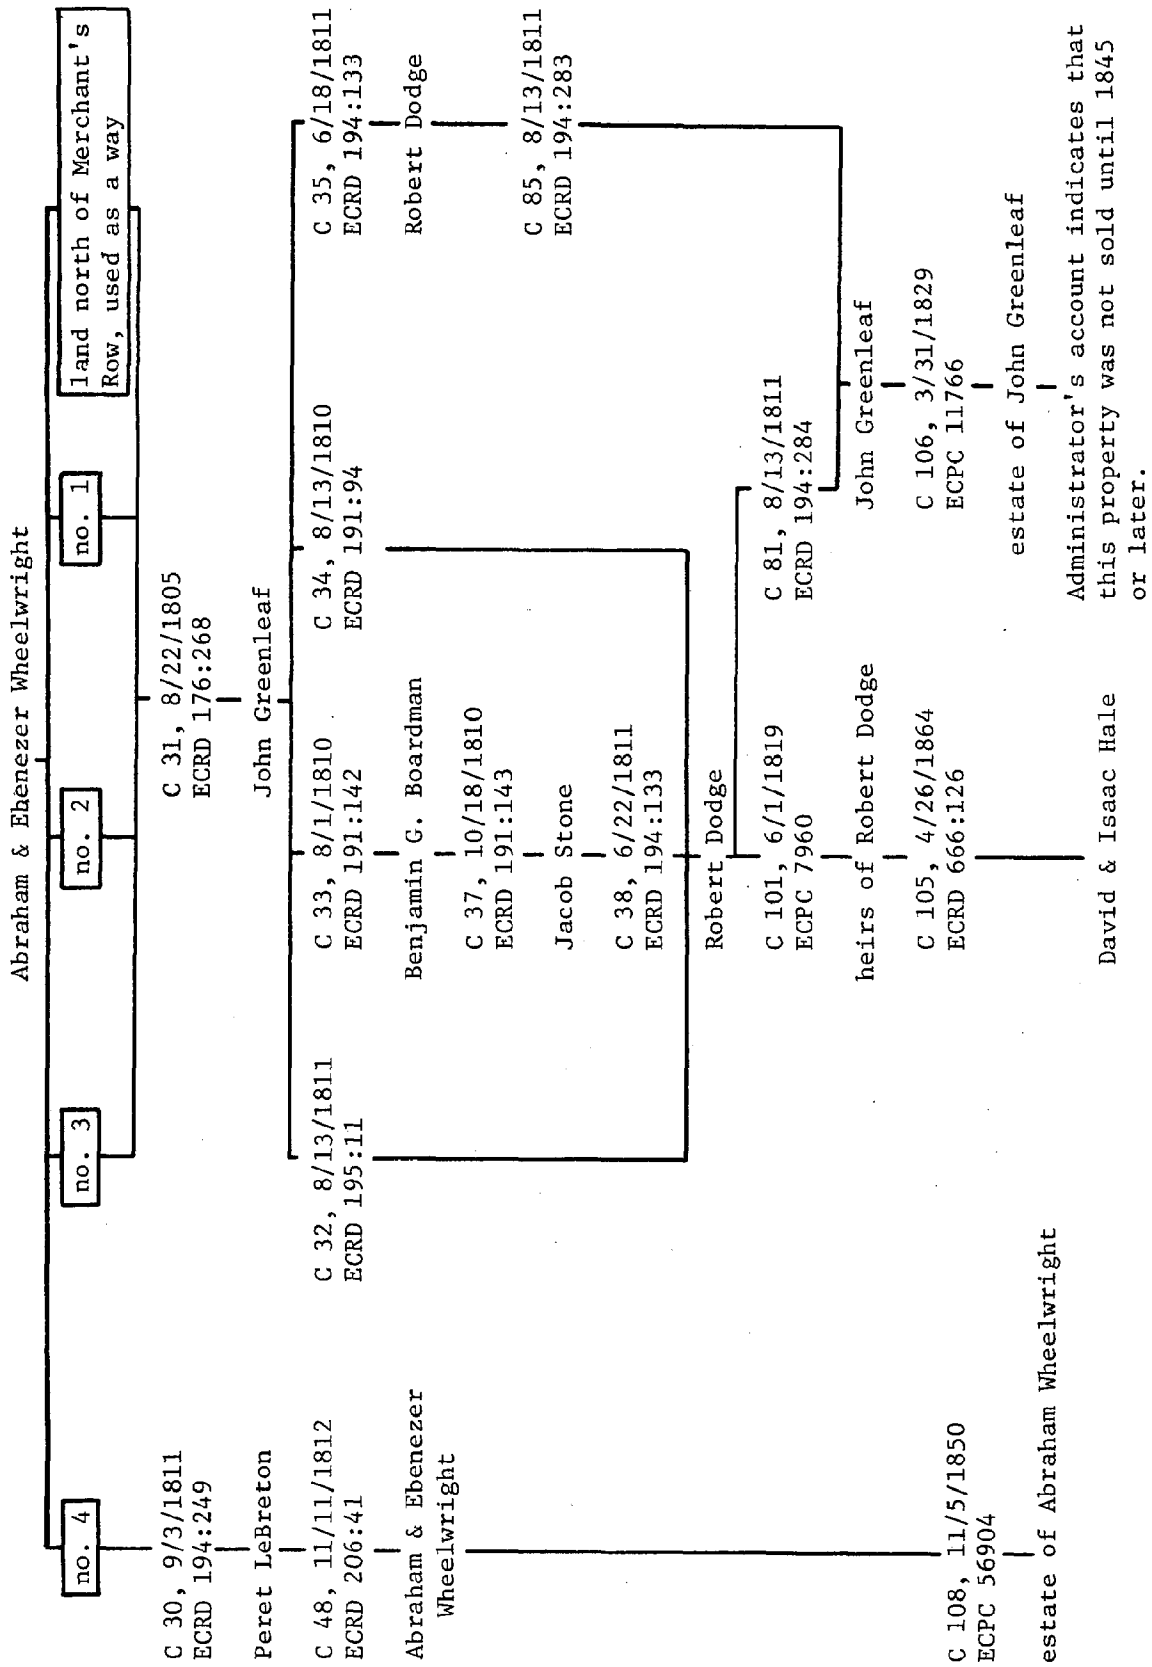 Abraham & Ebenezer Wheelwright
no. 4
no. 3
no. 2
no. 1
land north of Merchant's
Row, used as a way
C 30, 9/3/1811
ECRD 194:249
C 31, 8/22/1805
ECRD 176:268
Peret LeBreton
John Greenleaf
C 48, 11/11/1812
ECRD 206:41
C 32, 8/13/1811
ECRD 195:11
C 33, 8/1/1810
ECRD 191:142
C 34, 8/13/1810
ECRD 191:94
C 35, 6/18/1811
ECRD 194:133
Abraham & Ebenezer
Wheelwright
Benjamin G. Boardman
Robert Dodge
C 37, 10/18/1810
ECRD 191:143
C 85, 8/13/1811
ECRD 194:283
Jacob Stone
C 38, 6/22/1811
ECRD 194:133
Robert Dodge
C 101, 6/1/1819
ECPC 7960
C 81, 8/13/1811
ECRD 194:284
heirs of Robert Dodge
John Greenleaf
C 108, 11/5/1850
ECPC 56904
C 105, 4/26/1864
ECRD 666:126
C 106, 3/31/1829
ECPC 11766
estate of Abraham Wheelwright
estate of John Greenleaf
David & Isaac Hale
Administrator's account indicates that
this property was not sold until 1845
or later.